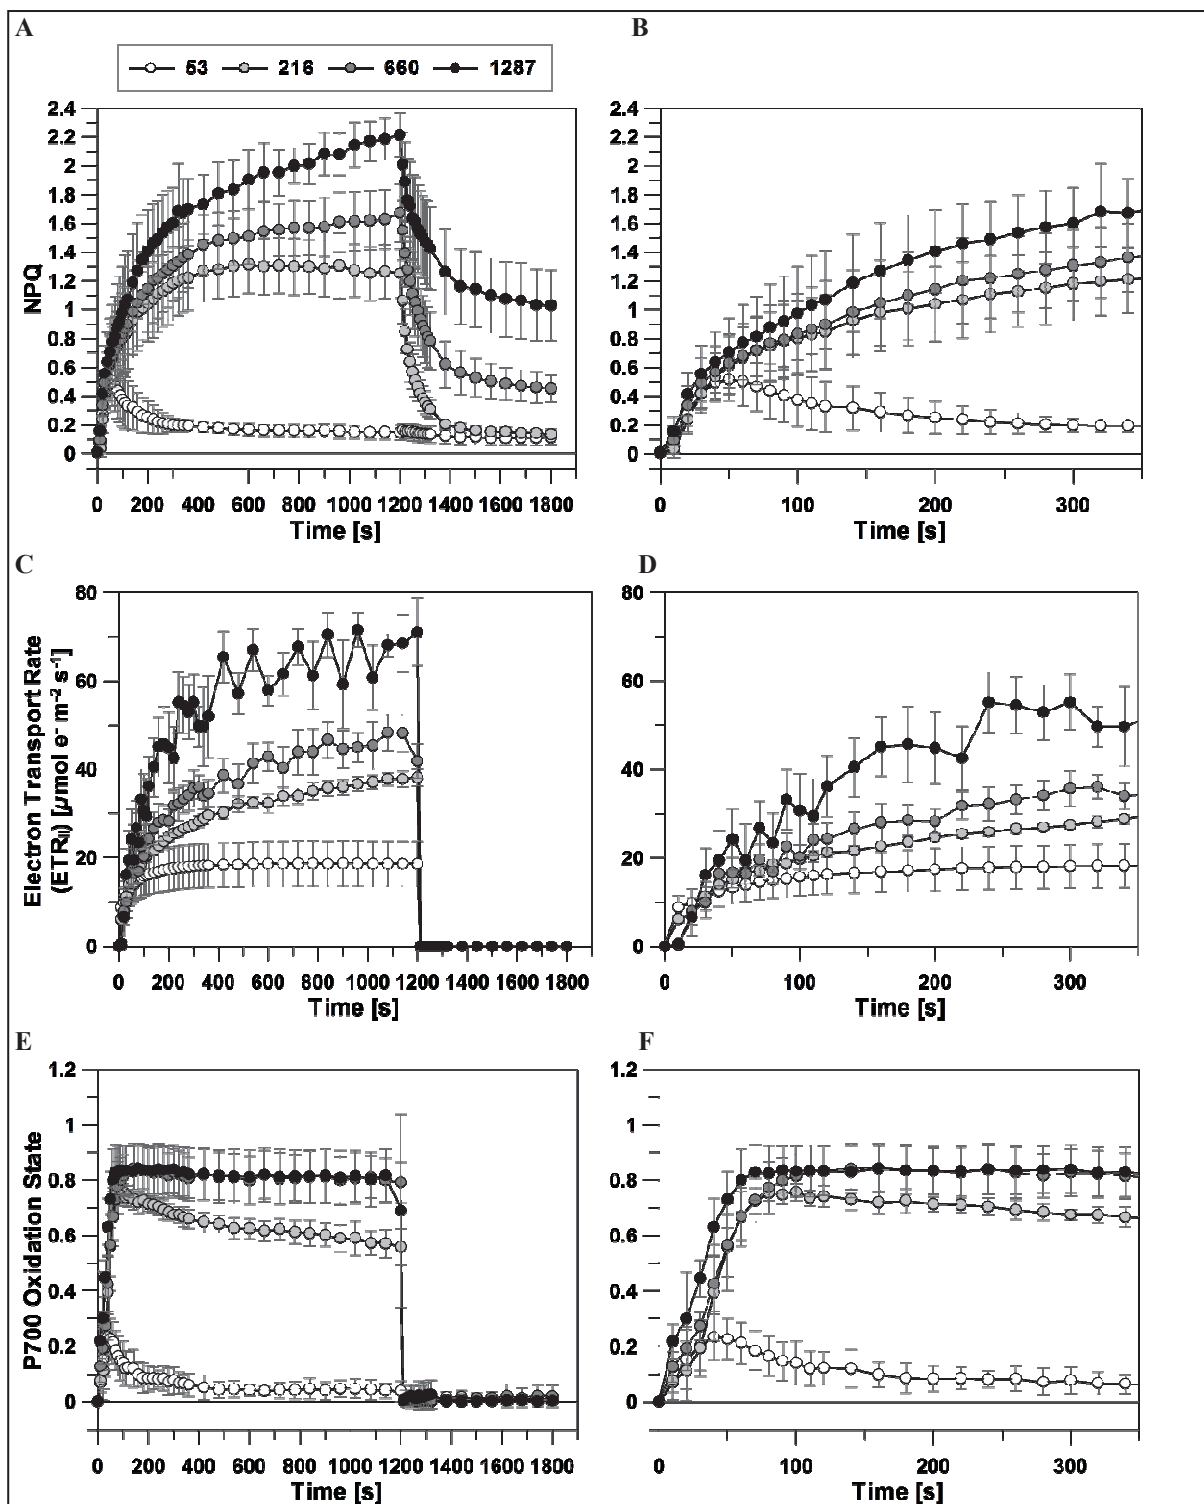 A
B
53 216 660 1287
2.4
2.2
2
1.8
1.6
1.4
1.2
1
0.8
0.6
0.4
0.2
0
NPQ
0 200 400 600 800 1000 1200 1400 1600 1800
Time [s]
2.4
2.2
2
1.8
1.6
1.4
1.2
1
0.8
0.6
0.4
0.2
0
0 100 200 300
Time [s]
C
D
80
60
40
20
0
Electron Transport Rate
(ETR_II) [µmol e⁻ m⁻² s⁻¹]
0 200 400 600 800 1000 1200 1400 1600 1800
Time [s]
80
60
40
20
0
0 100 200 300
Time [s]
E
F
1.2
1
0.8
0.6
0.4
0.2
0
P700 Oxidation State
0 200 400 600 800 1000 1200 1400 1600 1800
Time [s]
1.2
1
0.8
0.6
0.4
0.2
0
0 100 200 300
Time [s]